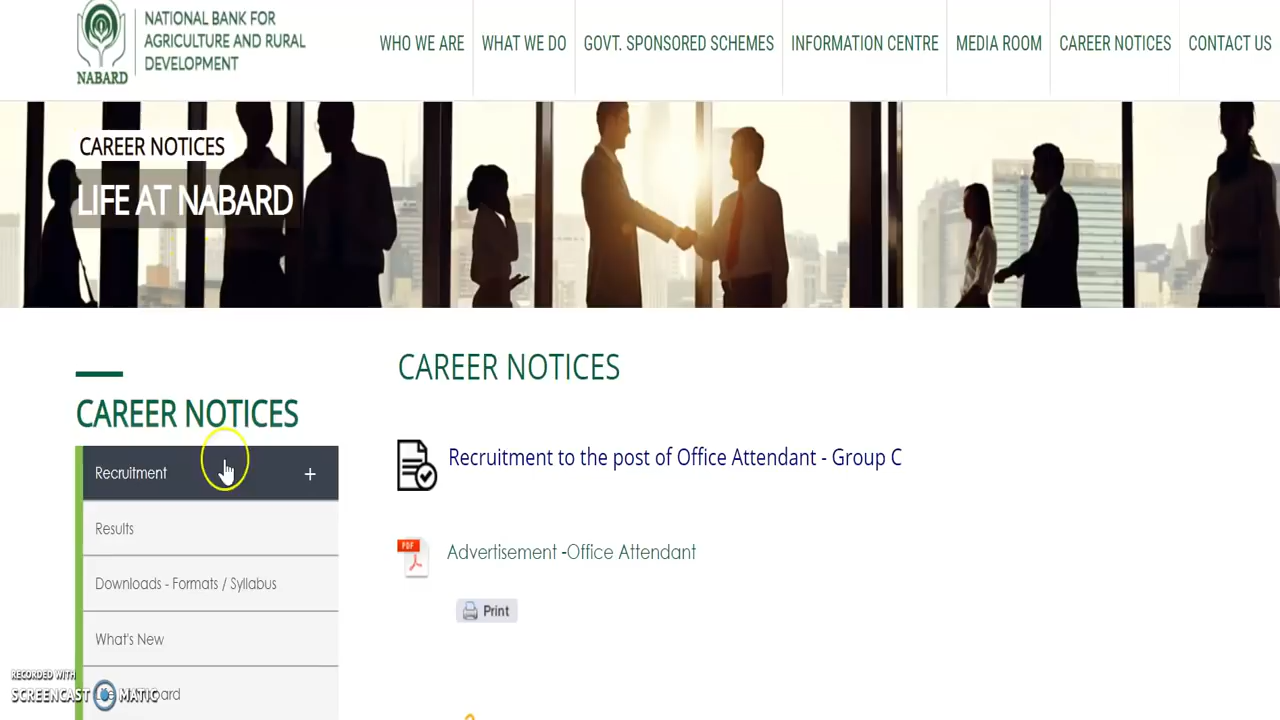 NATIONAL BANK FOR
AGRICULTURE AND RURAL
DEVELOPMENT
NABARD
WHO WE ARE
WHAT WE DO
GOVT. SPONSORED SCHEMES
INFORMATION CENTRE
MEDIA ROOM
CAREER NOTICES
CONTACT US
CAREER NOTICES
LIFE AT NABARD
CAREER NOTICES
Recruitment +
Results
Downloads - Formats / Syllabus
What's New
CAREER NOTICES
Recruitment to the post of Office Attendant - Group C
PDF
Advertisement -Office Attendant
Print
RECORDED WITH
SCREENCAST MATIC